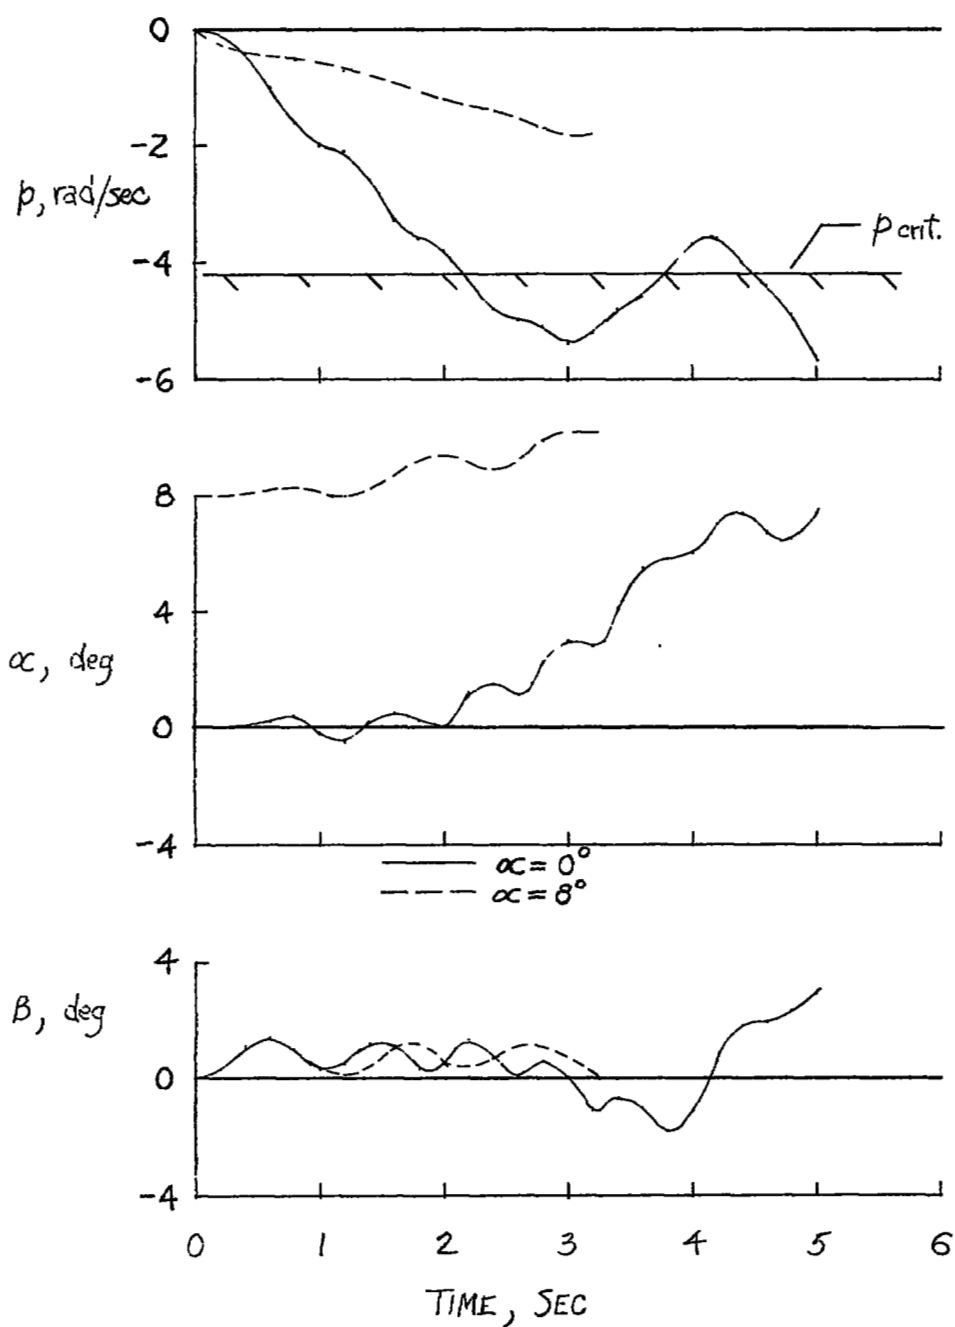 0
-2
p, rad/sec
p crit.
-4
-6
8
4
α, deg
0
-4
α = 0°
α = 8°
4
β, deg
0
-4
0 1 2 3 4 5 6
TIME, SEC